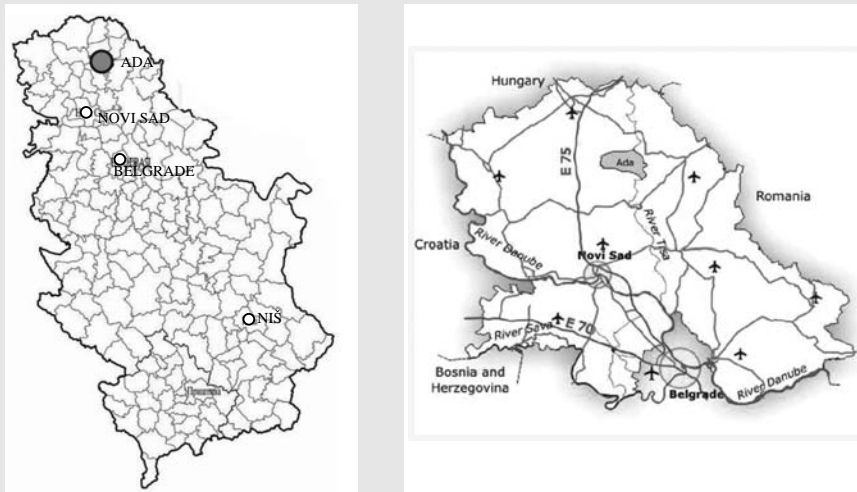 ADA
NOVI SAD
BELGRADE
NIŠ
Hungary
E 75
Ada
Romania
River Tisa
Croatia
River Danube
Novi Sad
River Sava
E 70
Bosnia and
Herzegovina
Belgrade
River Danube